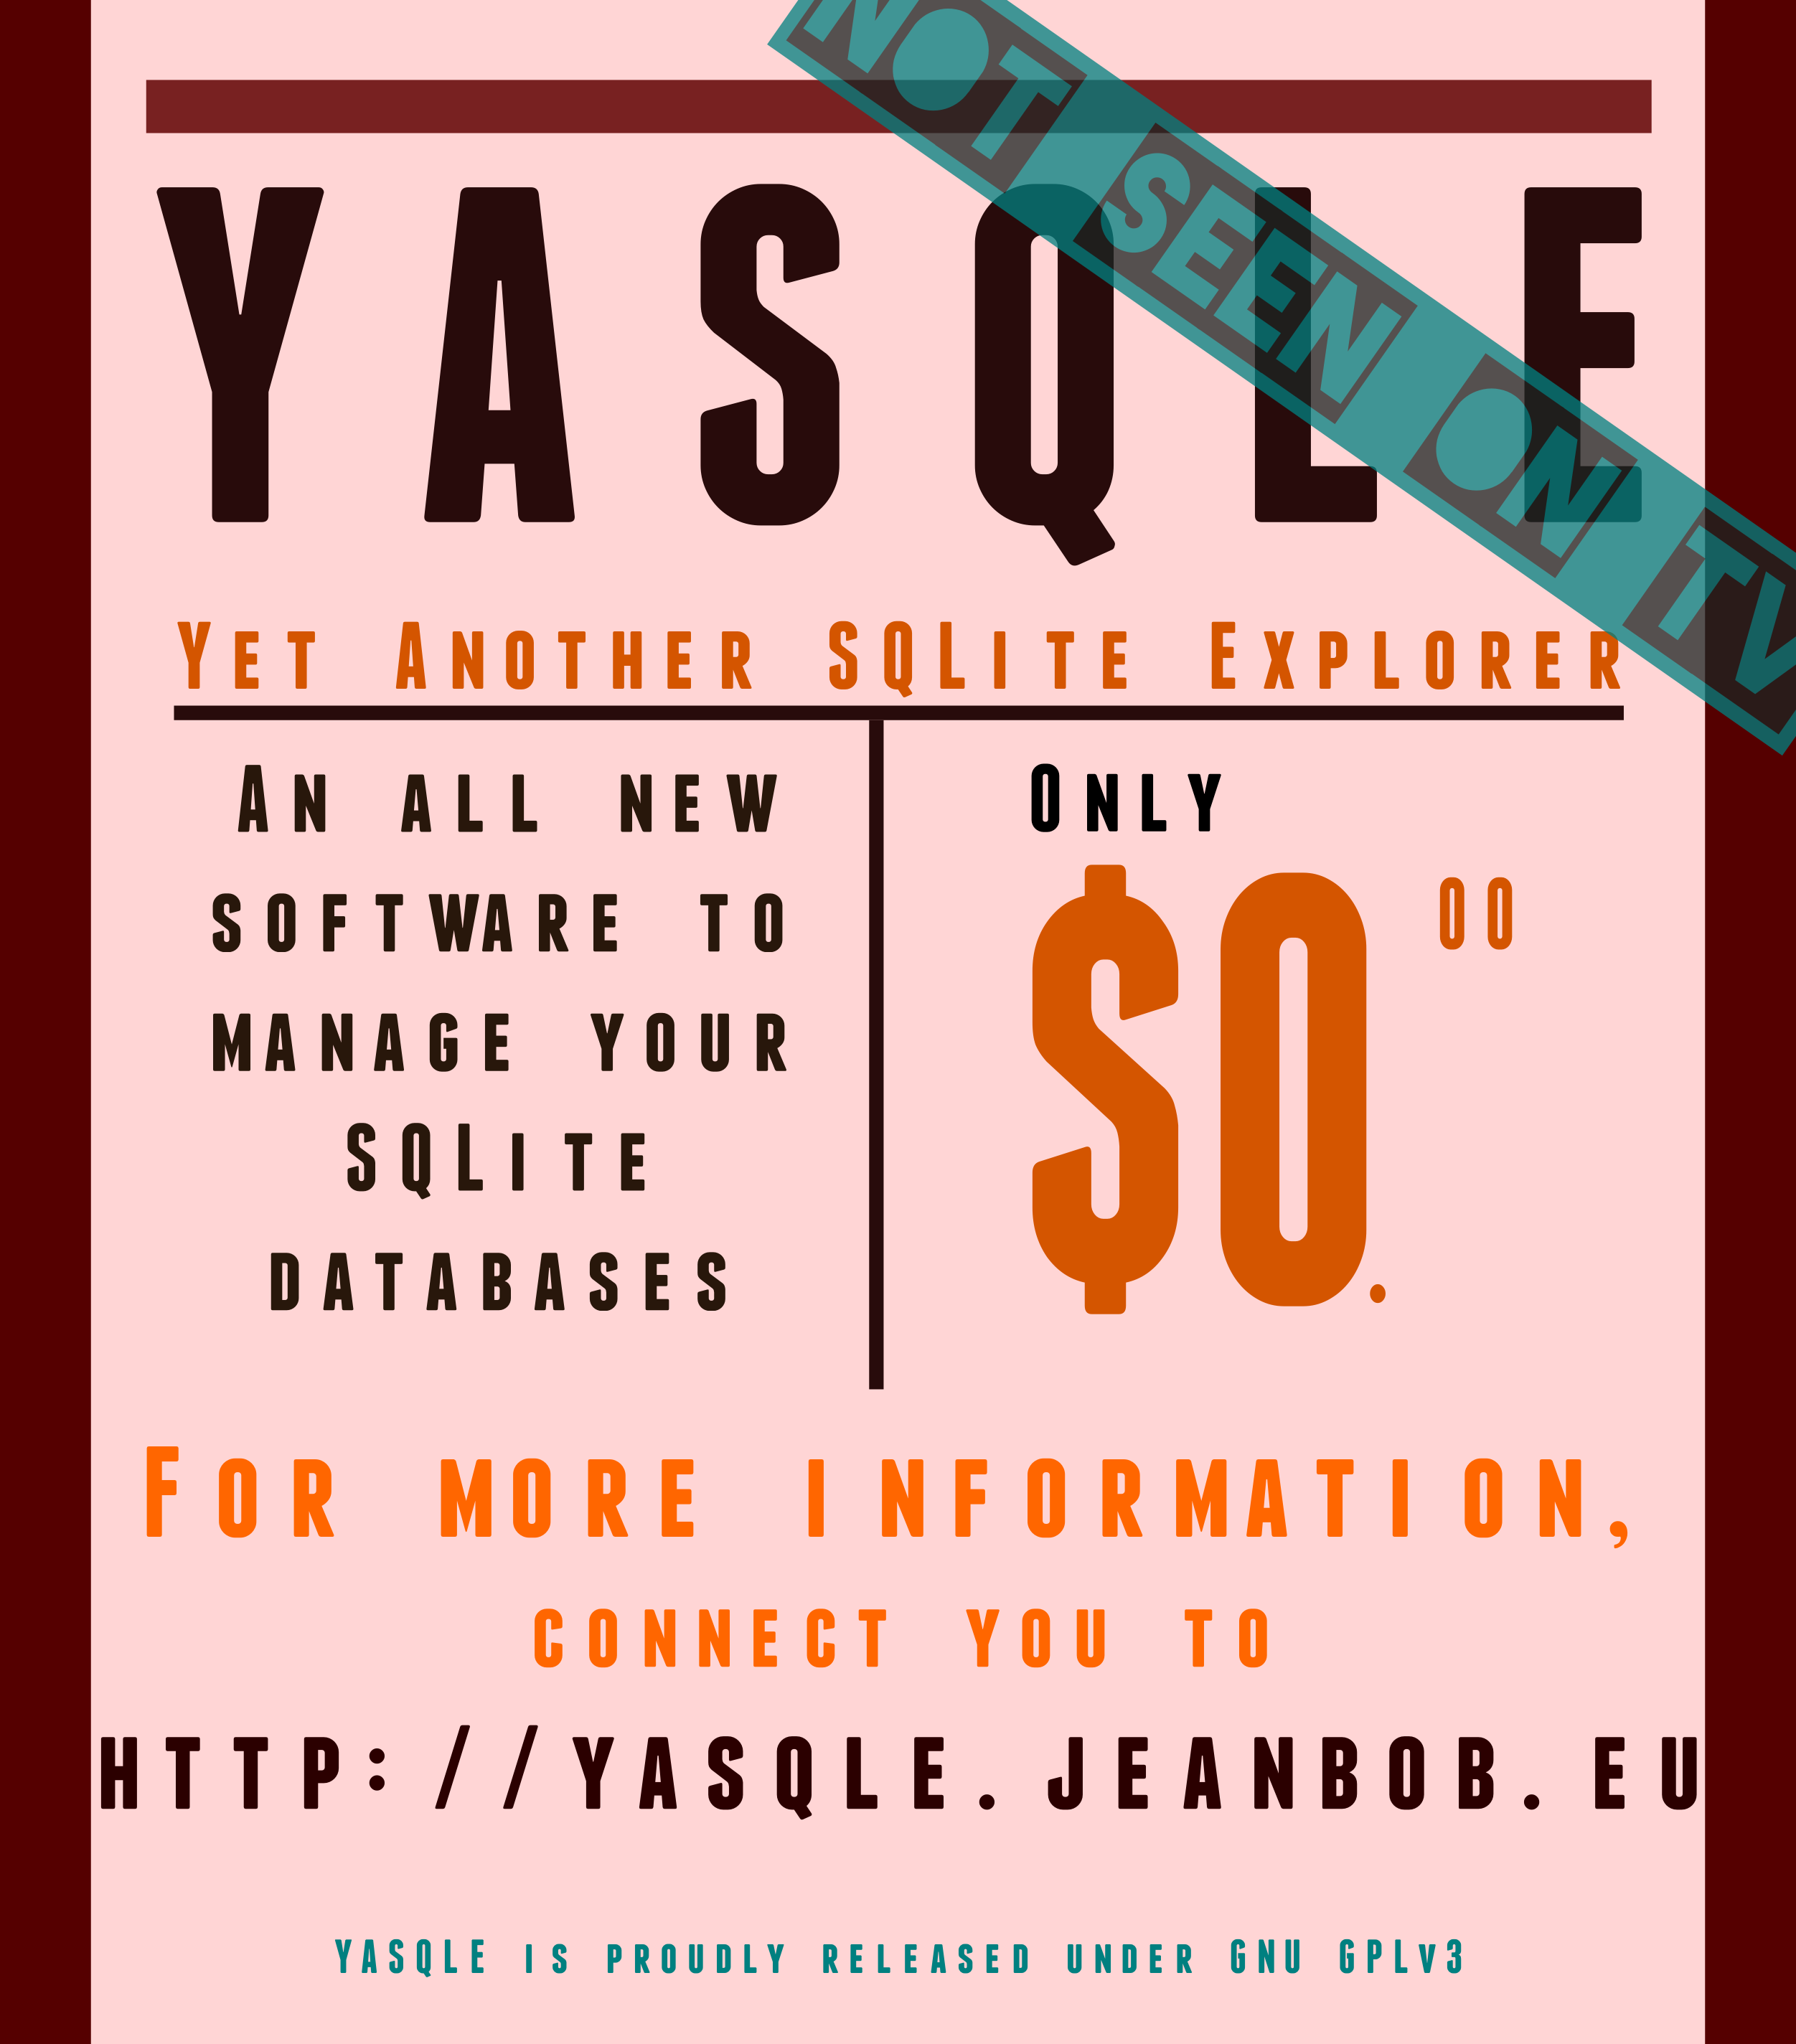 NOT SEEN ON TV
YASQLE
Yet Another SQLite Explorer
An all new
software to
manage your
SQLite
databases
Only
$0.00
For more information,
connect you to
http://yasqle.jeanbob.eu
YASQLE is proudly released under GNU GPLv3